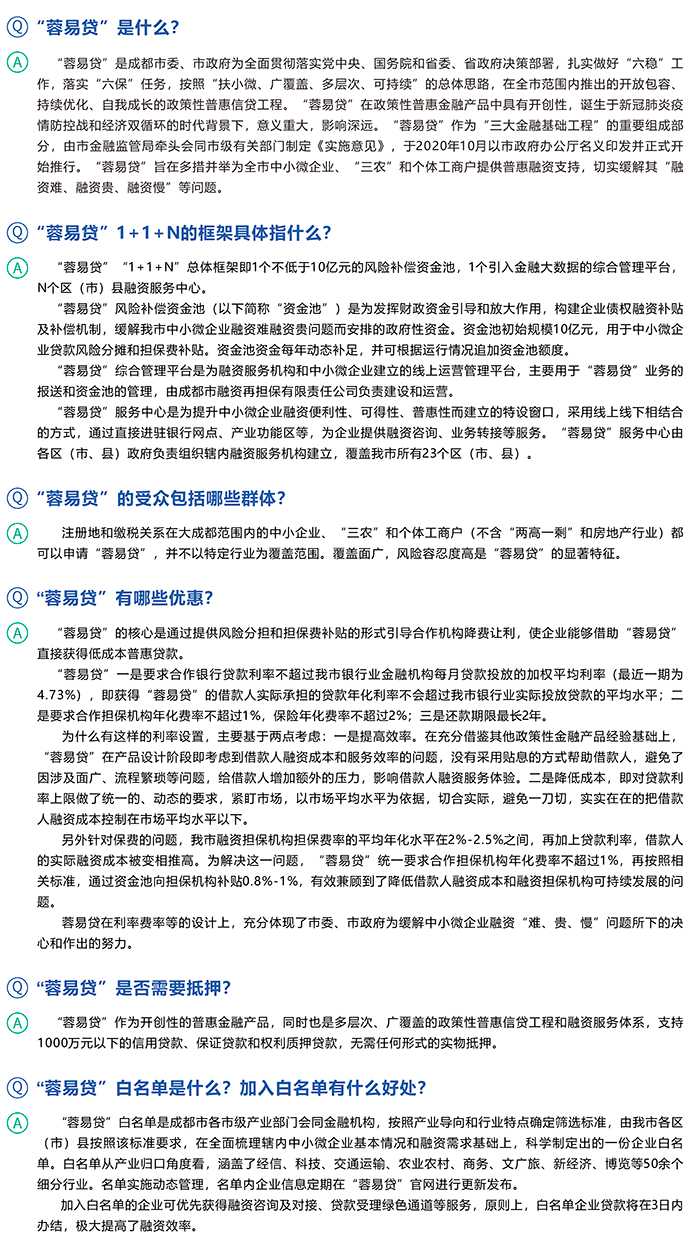 Q “蓉易贷”是什么？
A “蓉易贷”是成都市委、市政府为全面贯彻落实党中央、国务院和省委、省政府决策部署，扎实做好“六稳”工
作，落实“六保”任务，按照“扶小微、广覆盖、多层次、可持续”的总体思路，在全市范围内推出的开放包容、
持续优化、自我成长的政策性普惠信贷工程。“蓉易贷”在政策性普惠金融产品中具有开创性，诞生于新冠肺炎疫
情防控战和经济双循环的时代背景下，意义重大，影响深远。“蓉易贷”作为“三大金融基础工程”的重要组成部
分，由市金融监管局牵头会同市级有关部门制定《实施意见》，于2020年10月以市政府办公厅名义印发并正式开
始推行。“蓉易贷”旨在多措并举为全市中小微企业、“三农”和个体工商户提供普惠融资支持，切实缓解其“融
资难、融资贵、融资慢”等问题。
Q “蓉易贷”1+1+N的框架具体指什么？
A “蓉易贷”“1+1+N”总体框架即1个不低于10亿元的风险补偿资金池，1个引入金融大数据的综合管理平台，
N个区（市）县融资服务中心。
“蓉易贷”风险补偿资金池（以下简称“资金池”）是为发挥财政资金引导和放大作用，构建企业债权融资补贴
及补偿机制，缓解我市中小微企业融资难融资贵问题而安排的政府性资金。资金池初始规模10亿元，用于中小微企
业贷款风险分摊和担保费补贴。资金池资金每年动态补足，并可根据运行情况追加资金池额度。
“蓉易贷”综合管理平台是为融资服务机构和中小微企业建立的线上运营管理平台，主要用于“蓉易贷”业务的
报送和资金池的管理，由成都市融资再担保有限责任公司负责建设和运营。
“蓉易贷”服务中心是为提升中小微企业融资便利性、可得性、普惠性而建立的特设窗口，采用线上线下相结合
的方式，通过直接进驻银行网点、产业功能区等，为企业提供融资咨询、业务转接等服务。“蓉易贷”服务中心由
各区（市、县）政府负责组织辖内融资服务机构建立，覆盖我市所有23个区（市、县）。
Q “蓉易贷”的受众包括哪些群体？
A 注册地和缴税关系在大成都范围内的中小企业、“三农”和个体工商户（不含“两高一剩”和房地产行业）都
可以申请“蓉易贷”，并不以特定行业为覆盖范围。覆盖面广，风险容忍度高是“蓉易贷”的显著特征。
Q “蓉易贷”有哪些优惠？
A “蓉易贷”的核心是通过提供风险分担和担保费补贴的形式引导合作机构降费让利，使企业能够借助“蓉易贷”
直接获得低成本普惠贷款。
“蓉易贷”一是要求合作银行贷款利率不超过我市银行业金融机构每月贷款投放的加权平均利率（最近一期为
4.73%），即获得“蓉易贷”的借款人实际承担的贷款年化利率不会超过我市银行业实际投放贷款的平均水平；二
是要求合作担保机构年化费率不超过1%，保险年化费率不超过2%；三是还款期限最长2年。
为什么有这样的利率设置，主要基于两点考虑：一是提高效率。在充分借鉴其他政策性金融产品经验基础上，
“蓉易贷”在产品设计阶段即考虑到借款人融资成本和服务效率的问题，没有采用贴息的方式帮助借款人，避免了
因涉及面广、流程繁琐等问题，给借款人增加额外的压力，影响借款人融资服务体验。二是降低成本，即对贷款利
率上限做了统一的、动态的要求，紧盯市场，以市场平均水平为依据，切合实际，避免一刀切，实实在在的把借款
人融资成本控制在市场平均水平以下。
另外针对保费的问题，我市融资担保机构担保费率的平均年化水平在2%-2.5%之间，再加上贷款利率，借款人
的实际融资成本被变相推高。为解决这一问题，“蓉易贷”统一要求合作担保机构年化费率不超过1%，再按照相
关标准，通过资金池向担保机构补贴0.8%-1%，有效兼顾到了降低借款人融资成本和融资担保机构可持续发展的问
题。
蓉易贷在利率费率等的设计上，充分体现了市委、市政府为缓解中小微企业融资“难、贵、慢”问题所下的决
心和作出的努力。
Q “蓉易贷”是否需要抵押？
A “蓉易贷”作为开创性的普惠金融产品，同时也是多层次、广覆盖的政策性普惠信贷工程和融资服务体系，支持
1000万元以下的信用贷款、保证贷款和权利质押贷款，无需任何形式的实物抵押。
Q “蓉易贷”白名单是什么？加入白名单有什么好处？
A “蓉易贷”白名单是成都市各市级产业部门会同金融机构，按照产业导向和行业特点确定筛选标准，由我市各区
（市）县按照该标准要求，在全面梳理辖内中小微企业基本情况和融资需求基础上，科学制定出的一份企业白名
单。白名单从产业归口角度看，涵盖了经信、科技、交通运输、农业农村、商务、文广旅、新经济、博览等50余个
细分行业。名单实施动态管理，名单内企业信息定期在“蓉易贷”官网进行更新发布。
加入白名单的企业可优先获得融资咨询及对接、贷款受理绿色通道等服务，原则上，白名单企业贷款将在3日内
办结，极大提高了融资效率。